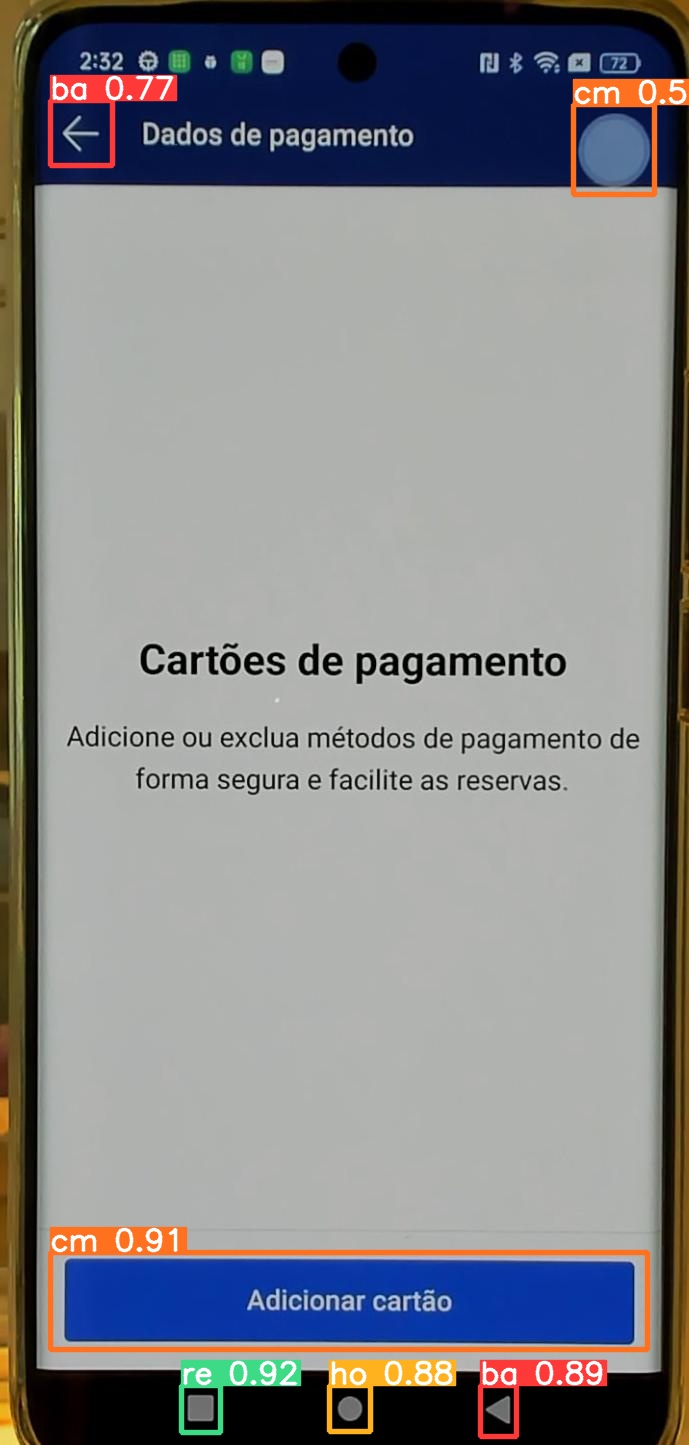 2:32
72
ba 0.77
cm 0.5
Dados de pagamento
Cartões de pagamento
Adicione ou exclua métodos de pagamento de
forma segura e facilite as reservas.
cm 0.91
Adicionar cartão
re 0.92
ho 0.88
ba 0.89